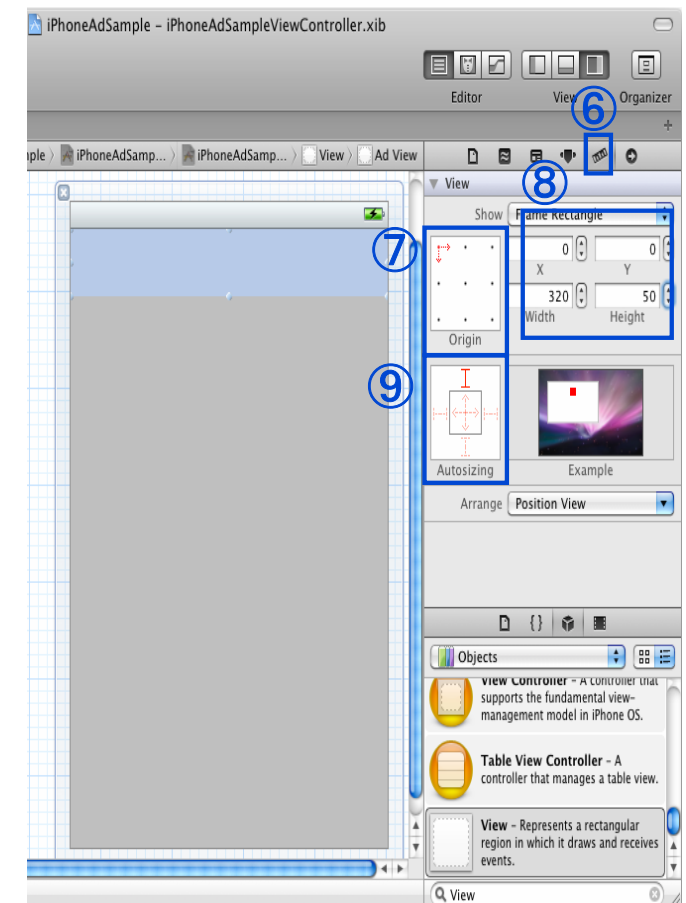 iPhoneAdSample – iPhoneAdSampleViewController.xib
Editor
View
Organizer
⑥
iPhoneAdSamp...
iPhoneAdSamp...
View
Ad View
View
⑧
Show
Frame Rectangle
⑦
0
0
X
Y
320
50
Width
Height
Origin
⑨
Autosizing
Example
Arrange
Position View
{}
Objects
View Controller – A controller that
supports the fundamental view-
management model in iPhone OS.
Table View Controller – A
controller that manages a table view.
View – Represents a rectangular
region in which it draws and receives
events.
View